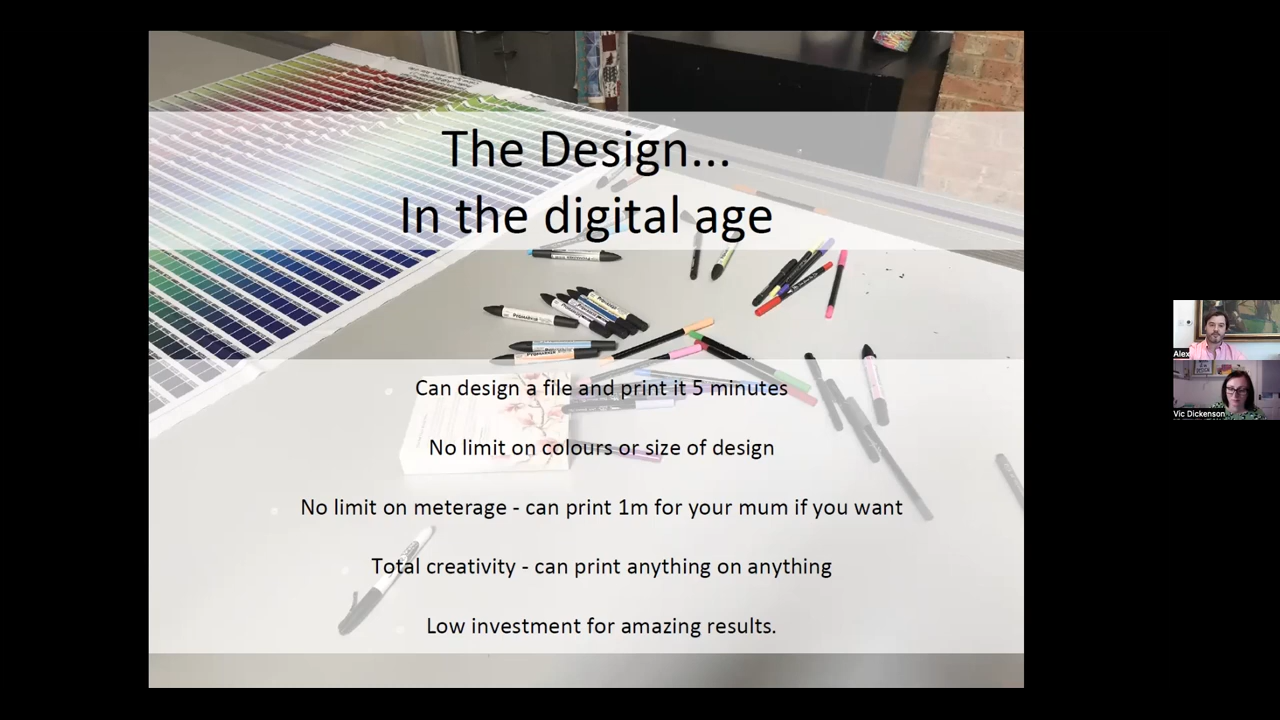 The Design...
In the digital age
Can design a file and print it 5 minutes
No limit on colours or size of design
No limit on meterage - can print 1m for your mum if you want
Total creativity - can print anything on anything
Low investment for amazing results.
Alex
Vic Dickenson